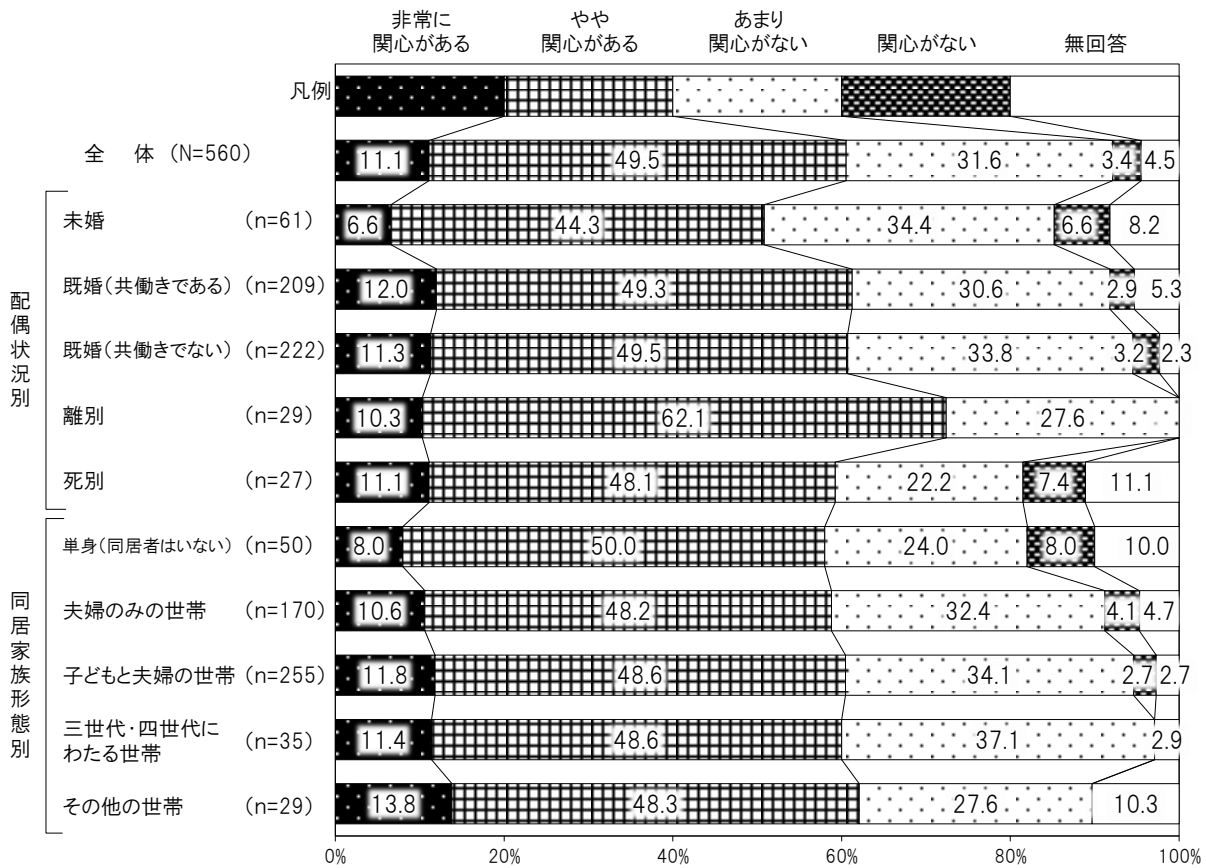 非常に 関心がある
やや 関心がある
あまり 関心がない
関心がない
無回答
凡例
全 体 (N=560) 11.1 49.5 31.6 3.4 4.5
配偶状況別
未婚 (n=61) 6.6 44.3 34.4 6.6 8.2
既婚(共働きである) (n=209) 12.0 49.3 30.6 2.9 5.3
既婚(共働きでない) (n=222) 11.3 49.5 33.8 3.2 2.3
離別 (n=29) 10.3 62.1 27.6
死別 (n=27) 11.1 48.1 22.2 7.4 11.1
同居家族形態別
単身(同居者はいない) (n=50) 8.0 50.0 24.0 8.0 10.0
夫婦のみの世帯 (n=170) 10.6 48.2 32.4 4.1 4.7
子どもと夫婦の世帯 (n=255) 11.8 48.6 34.1 2.7 2.7
三世代・四世代に
わたる世帯 (n=35) 11.4 48.6 37.1 2.9
その他の世帯 (n=29) 13.8 48.3 27.6 10.3
0% 20% 40% 60% 80% 100%